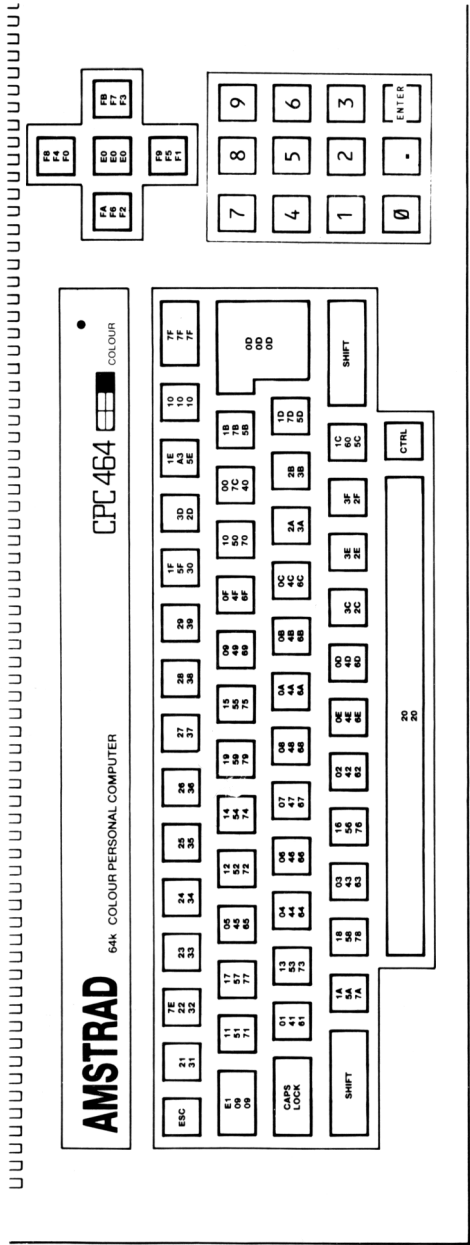 AMSTRAD
64k COLOUR PERSONAL COMPUTER
CPC 464
COLOUR
ESC
21
31
7E
22
32
23
33
24
34
25
35
26
36
27
37
28
38
29
39
1F
5F
30
3D
2D
1E
A3
5E
10
10
10
7F
7F
7F
E1
09
09
11
51
71
17
57
77
05
45
65
12
52
72
14
54
74
19
59
79
15
55
75
09
49
69
0F
4F
6F
10
50
70
00
7C
40
1B
7B
5B
0D
0D
0D
CAPS
LOCK
01
41
61
13
53
73
04
44
64
06
46
66
07
47
67
08
48
68
0A
4A
6A
0B
4B
6B
0C
4C
6C
2A
3A
2B
3B
1D
7D
5D
SHIFT
1A
5A
7A
18
58
78
03
43
63
16
56
76
02
42
62
0E
4E
6E
0D
4D
6D
3C
2C
3E
2E
3F
2F
1C
60
5C
SHIFT
20
20
CTRL
F8
F4
F0
FA
F6
F2
E0
E0
E0
FB
F7
F3
F9
F5
F1
7 8 9
4 5 6
1 2 3
0 . ENTER